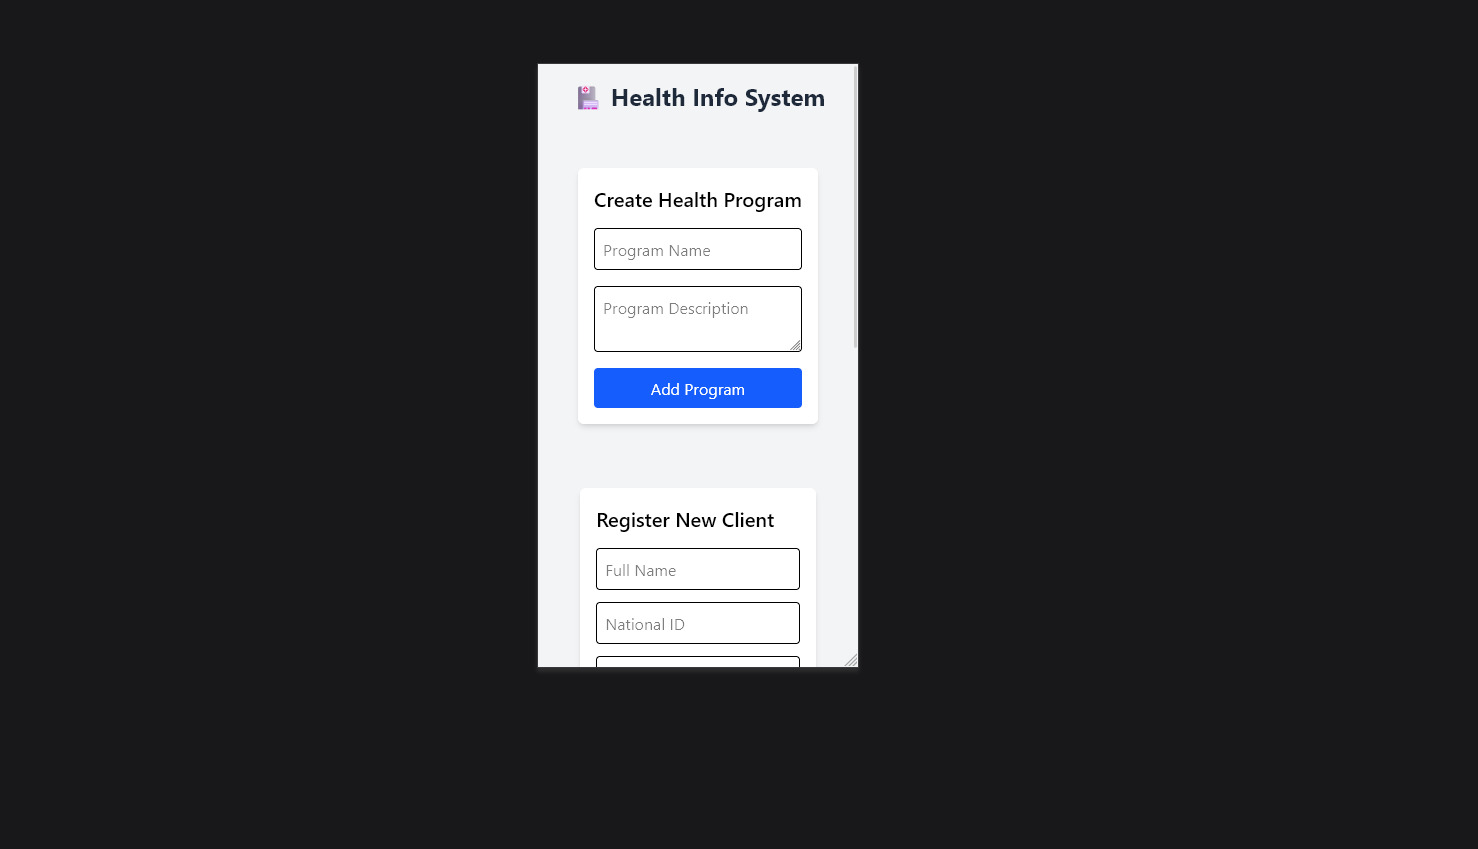 Health Info System
Create Health Program
Program Name
Program Description
Add Program
Register New Client
Full Name
National ID